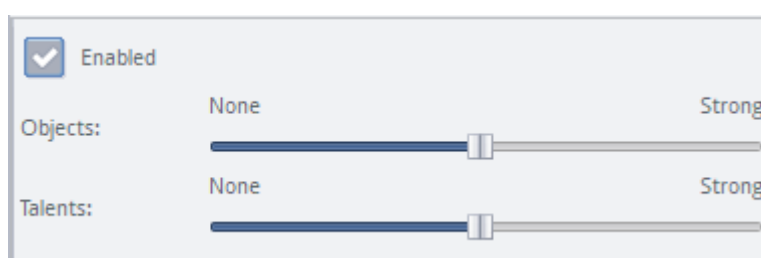 Enabled
None Strong
Objects:
None Strong
Talents: